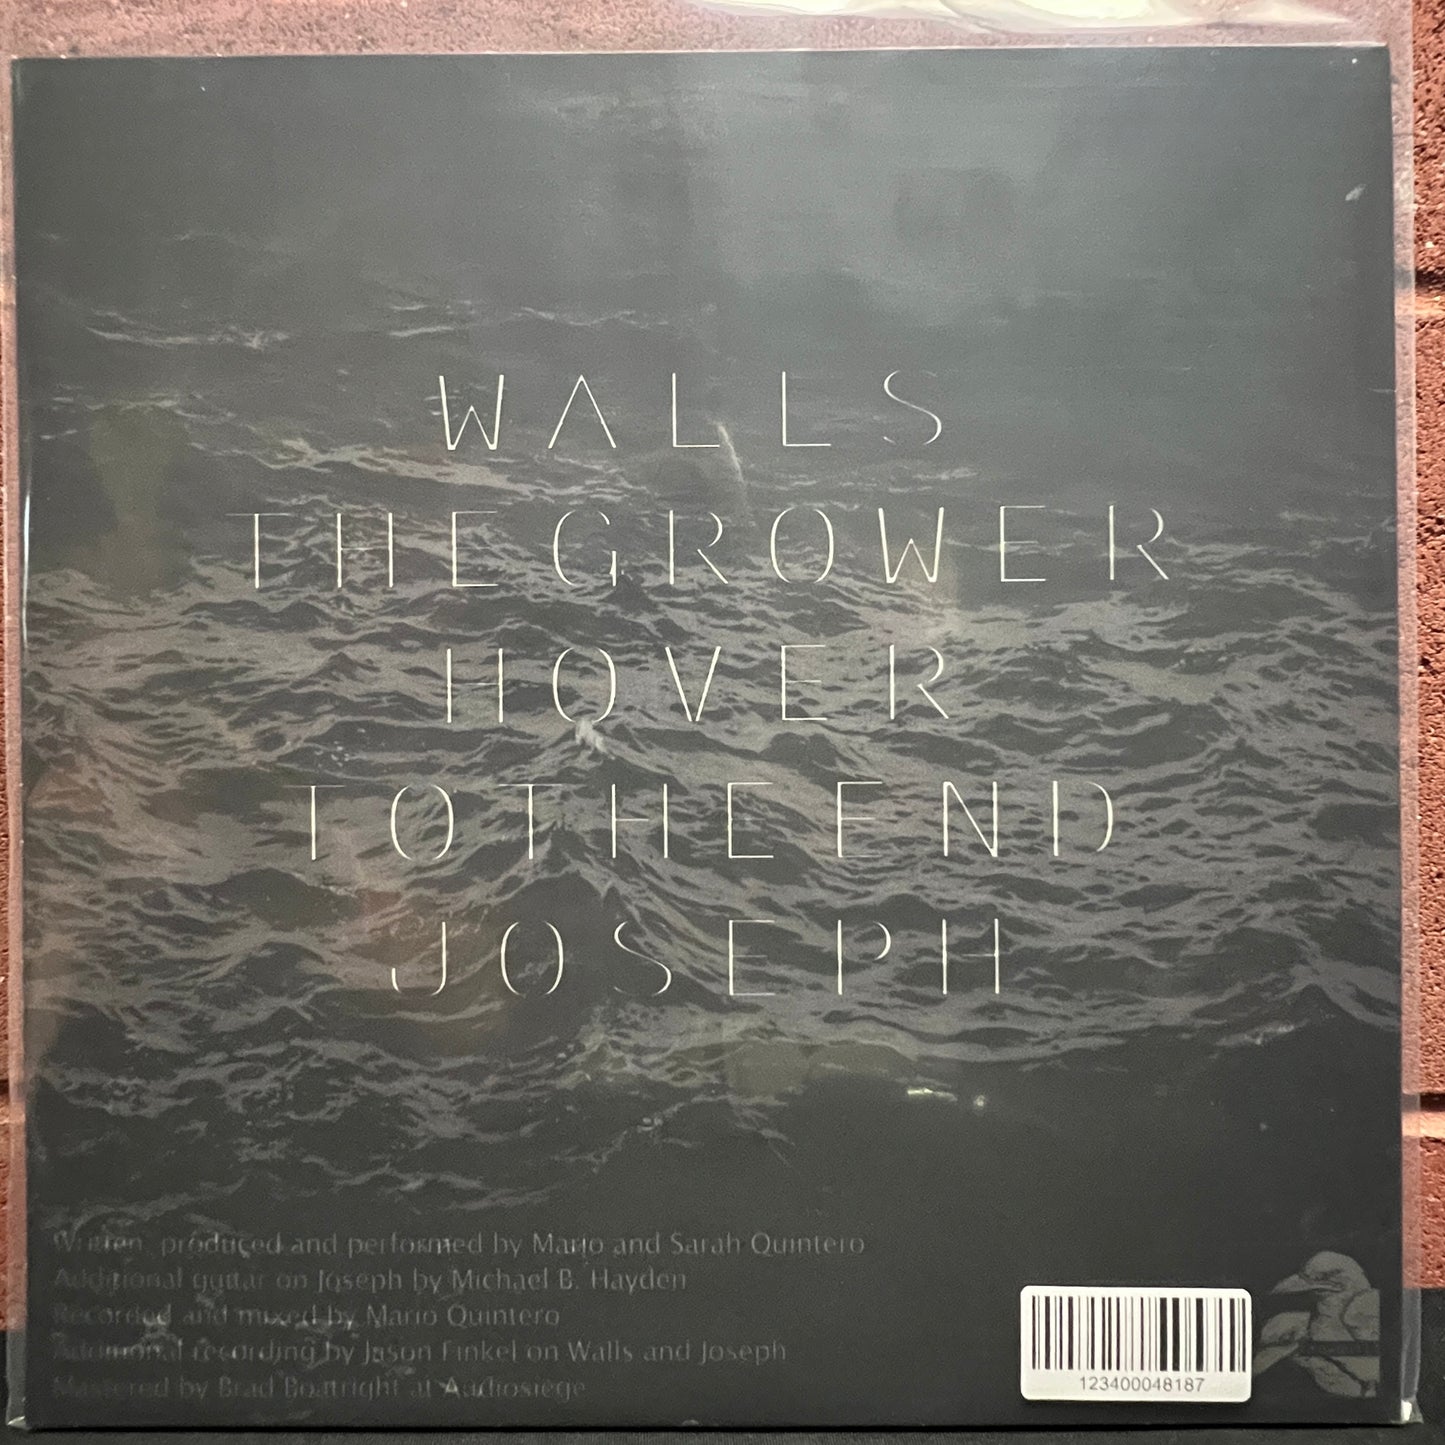 WALLS
THE GROWER
HOVER
TO THE END
JOSEPH
Written, produced and performed by Mario and Sarah Quintero
Additional guitar on Joseph by Michael B. Hayden
Recorded and mixed by Mario Quintero
Additional recording by Jason Finkel on Walls and Joseph
Mastered by Brad Boatright at Audiosiege
123400048187